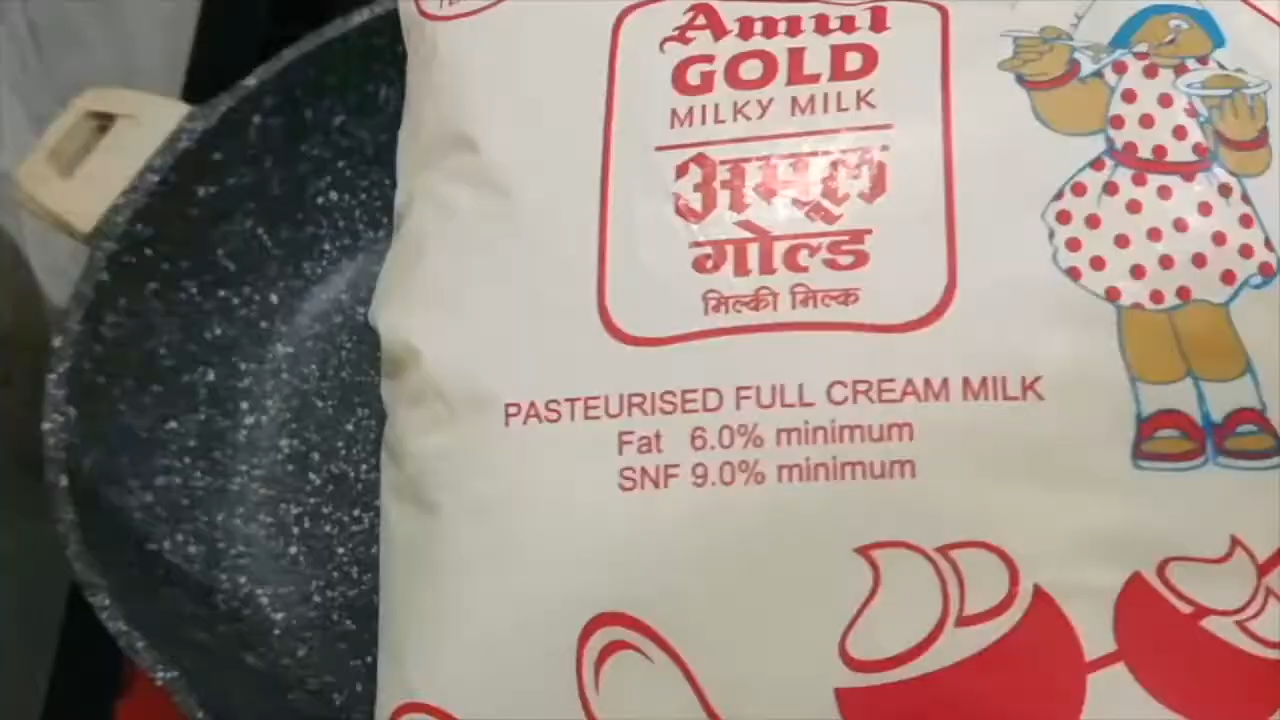 Amul
GOLD
MILKY MILK
अमूल
गोल्ड
मिल्की मिल्क
PASTEURISED FULL CREAM MILK
Fat 6.0% minimum
SNF 9.0% minimum